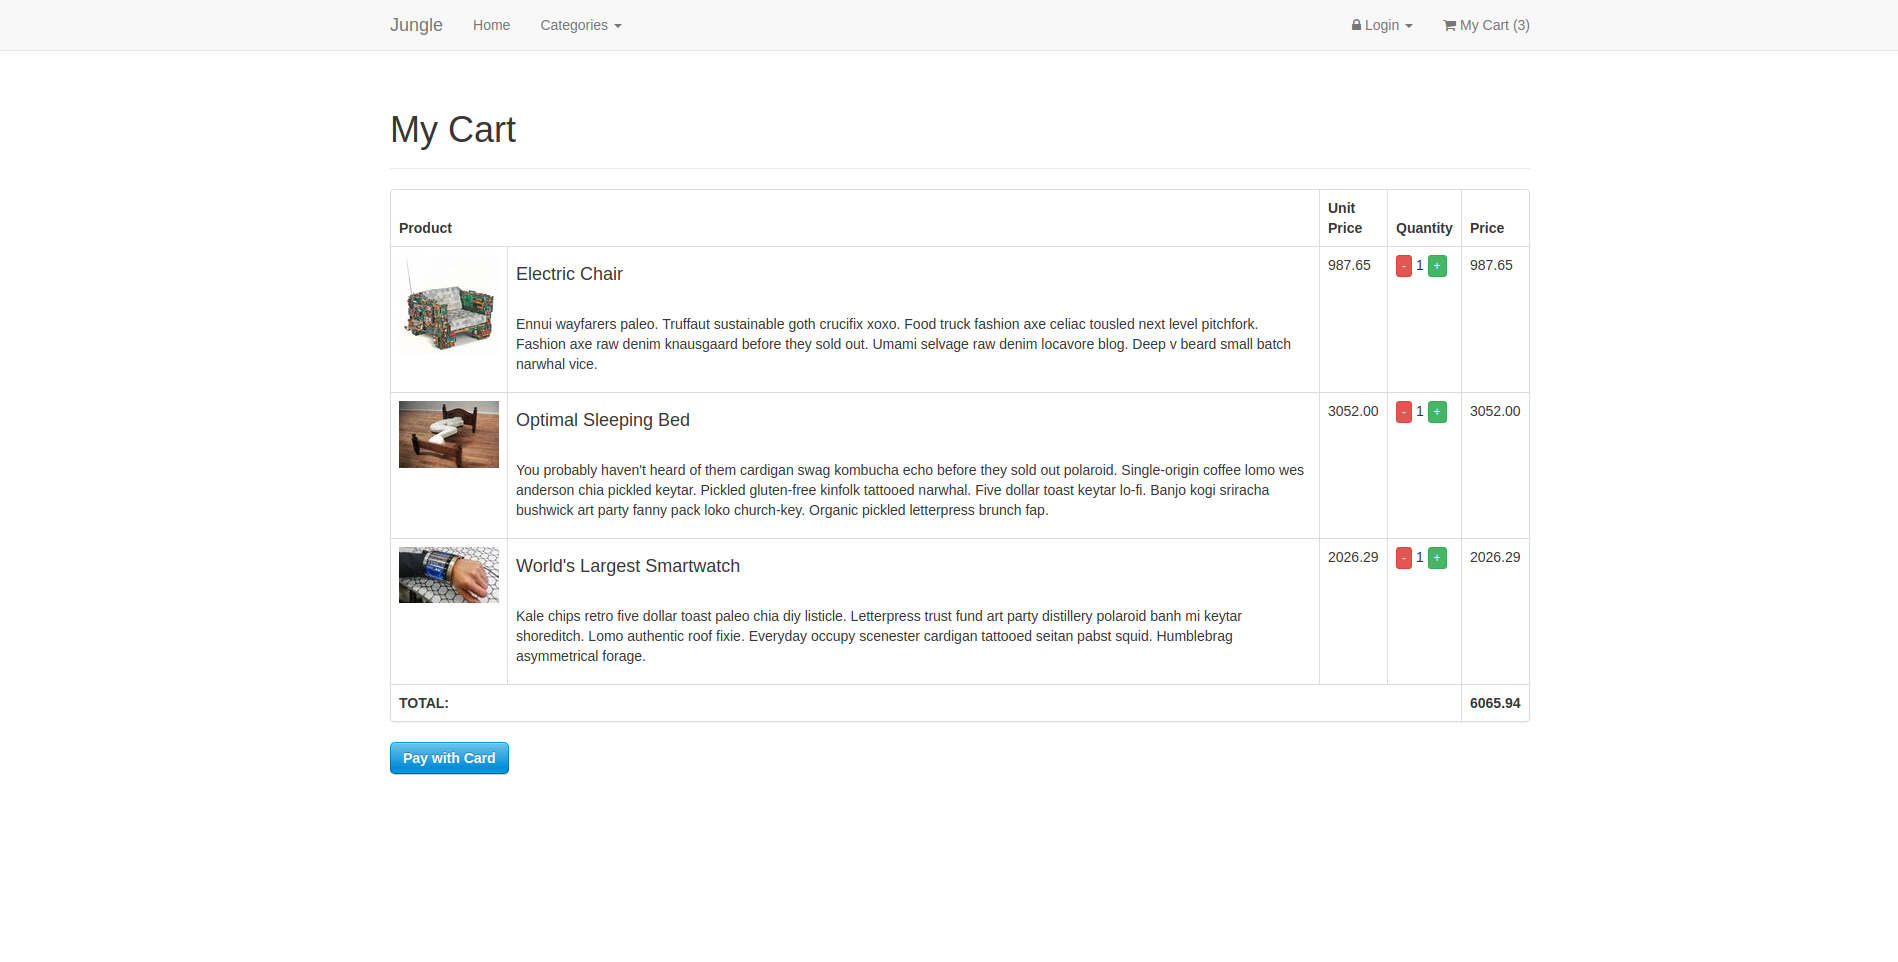 Jungle Home Categories Login My Cart (3)
My Cart
Unit
Product Price Quantity Price
Electric Chair 987.65 - 1 + 987.65
Ennui wayfarers paleo. Truffaut sustainable goth crucifix xoxo. Food truck fashion axe celiac tousled next level pitchfork.
Fashion axe raw denim knausgaard before they sold out. Umami selvage raw denim locavore blog. Deep v beard small batch
narwhal vice.
Optimal Sleeping Bed 3052.00 - 1 + 3052.00
You probably haven't heard of them cardigan swag kombucha echo before they sold out polaroid. Single-origin coffee lomo wes
anderson chia pickled keytar. Pickled gluten-free kinfolk tattooed narwhal. Five dollar toast keytar lo-fi. Banjo kogi sriracha
bushwick art party fanny pack loko church-key. Organic pickled letterpress brunch fap.
World's Largest Smartwatch 2026.29 - 1 + 2026.29
Kale chips retro five dollar toast paleo chia diy listicle. Letterpress trust fund art party distillery polaroid banh mi keytar
shoreditch. Lomo authentic roof fixie. Everyday occupy scenester cardigan tattooed seitan pabst squid. Humblebrag
asymmetrical forage.
TOTAL: 6065.94
Pay with Card